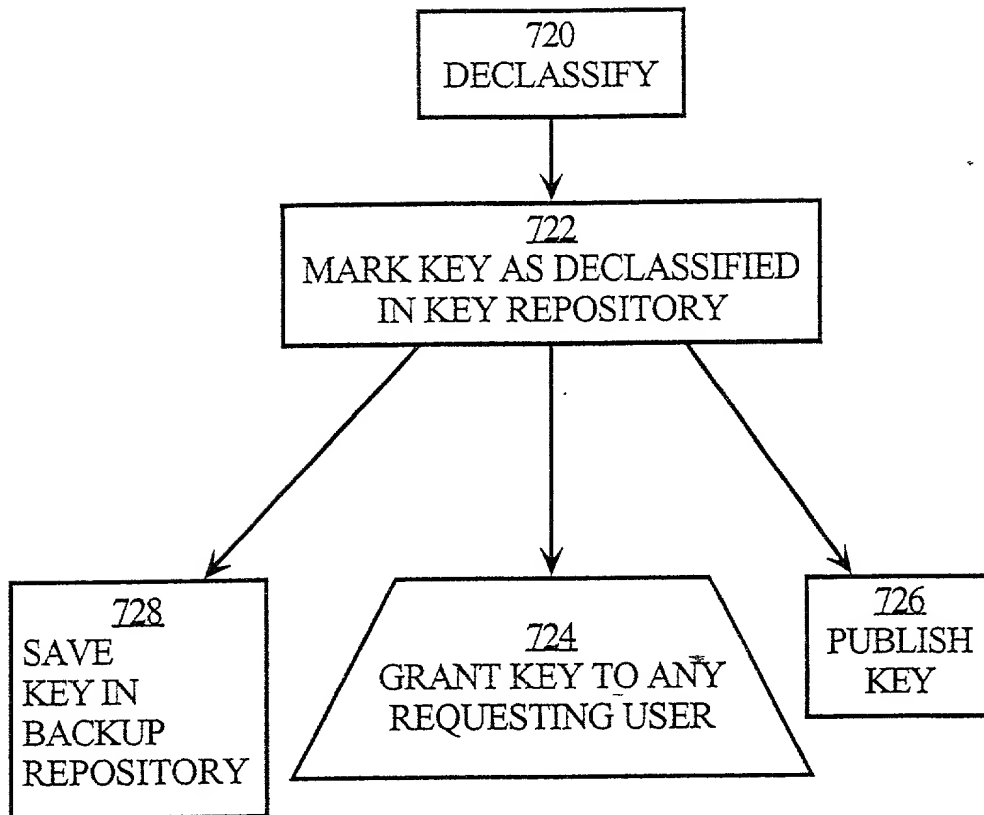 720
DECLASSIFY
722
MARK KEY AS DECLASSIFIED
IN KEY REPOSITORY
728
SAVE
KEY IN
BACKUP
REPOSITORY
724
GRANT KEY TO ANY
REQUESTING USER
726
PUBLISH
KEY